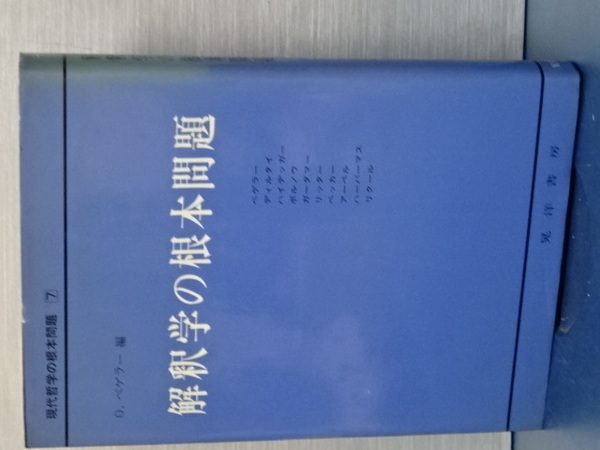 現代哲学の根本問題 [7]
O. ペゲラー 編
解釈学の根本問題
ペゲラー
ディルタイ
ハイデッガー
ボルノウ
ガーダマー
リッター
ベッカー
アーペル
ハーバーマス
リクール
晃洋書房